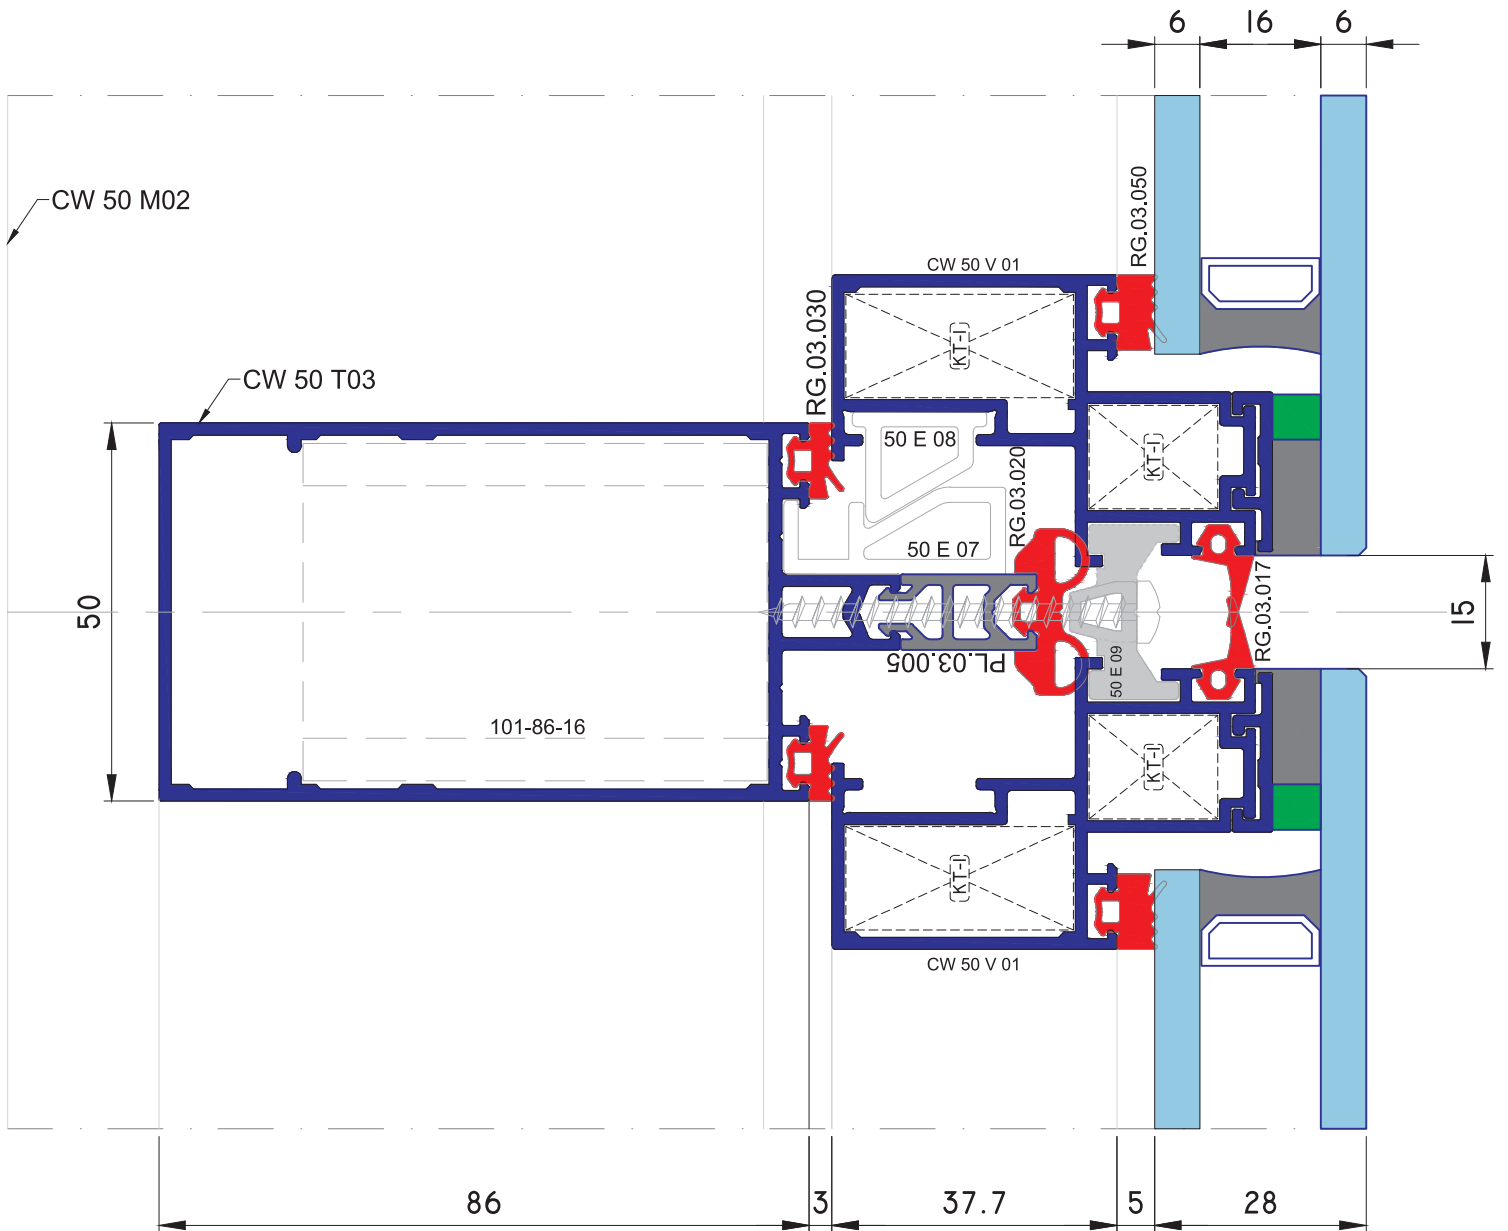 6 16 6
RG.03.050
CW 50 M02
CW 50 V 01
RG.03.030
KT-I
CW 50 T03
50 E 08
KT-I
RG.03.020
50 E 07
RG.03.017
50
15
PL.03.005
50 E 09
101-86-16
KT-I
KT-I
CW 50 V 01
86 3 37.7 5 28